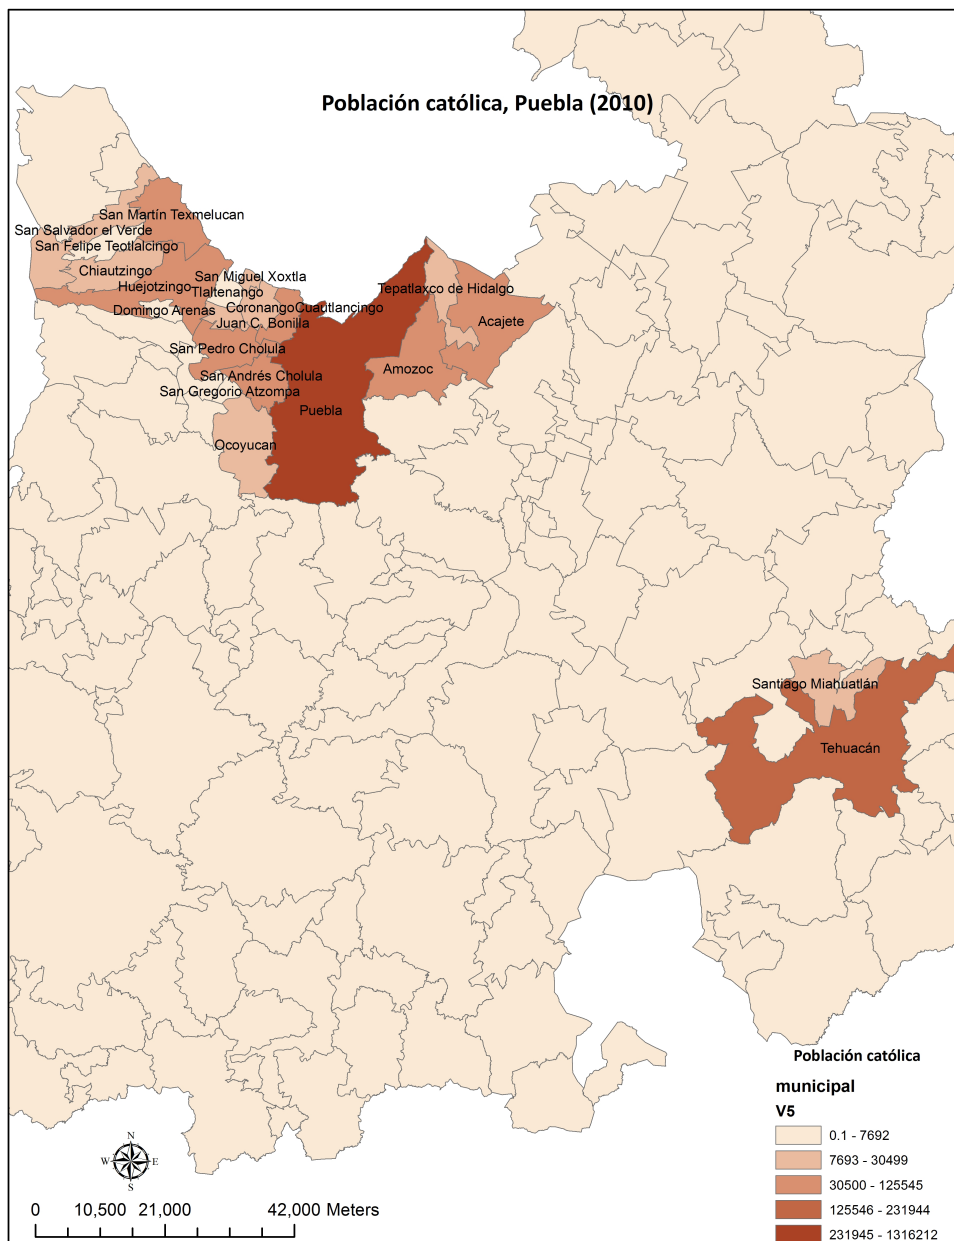 Población católica, Puebla (2010)
San Martín Texmelucan
San Salvador el Verde
San Felipe Teotlalcingo
Chiautzingo
San Miguel Xoxtla
Huejotzingo
Tlaltenango
Tepatlaxco de Hidalgo
Domingo Arenas
Coronango
Cuautlancingo
Juan C. Bonilla
Acajete
San Pedro Cholula
Amozoc
San Andrés Cholula
San Gregorio Atzompa
Puebla
Ocoyucan
Santiago Miahuatlán
Tehuacán
Población católica
municipal
V5
0.1 - 7692
7693 - 30499
30500 - 125545
125546 - 231944
231945 - 1316212
N
W
E
S
0 10,500 21,000 42,000 Meters